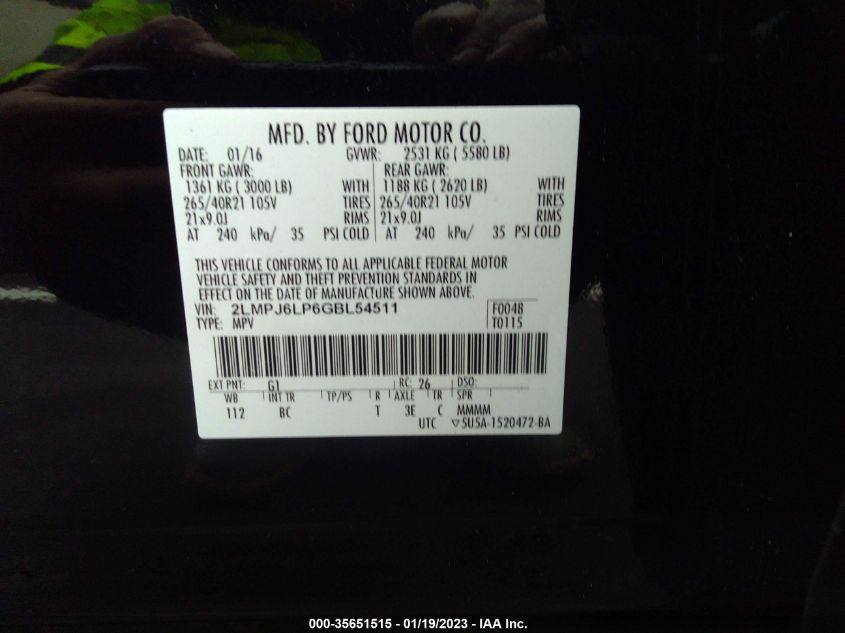 MFD. BY FORD MOTOR CO.
DATE: 01/16 GVWR: 2531 KG ( 5580 LB)
FRONT GAWR: REAR GAWR:
1361 KG ( 3000 LB) WITH 1188 KG ( 2620 LB) WITH
265/40R21 105V TIRES 265/40R21 105V TIRES
21x9.0J RIMS 21x9.0J RIMS
AT 240 kPa/ 35 PSI COLD AT 240 kPa/ 35 PSI COLD
THIS VEHICLE CONFORMS TO ALL APPLICABLE FEDERAL MOTOR
VEHICLE SAFETY AND THEFT PREVENTION STANDARDS IN
EFFECT ON THE DATE OF MANUFACTURE SHOWN ABOVE.
VIN: 2LMPJ6LP6GBL54511 F0048
TYPE: MPV T0115
EXT PNT: G1 RC: 26 DSO:
WB INT TR TP/PS R AXLE TR SPR
112 BC T 3E C MMMM
UTC ▽5U5A-1520472-BA
000-35651515 - 01/19/2023 - IAA Inc.